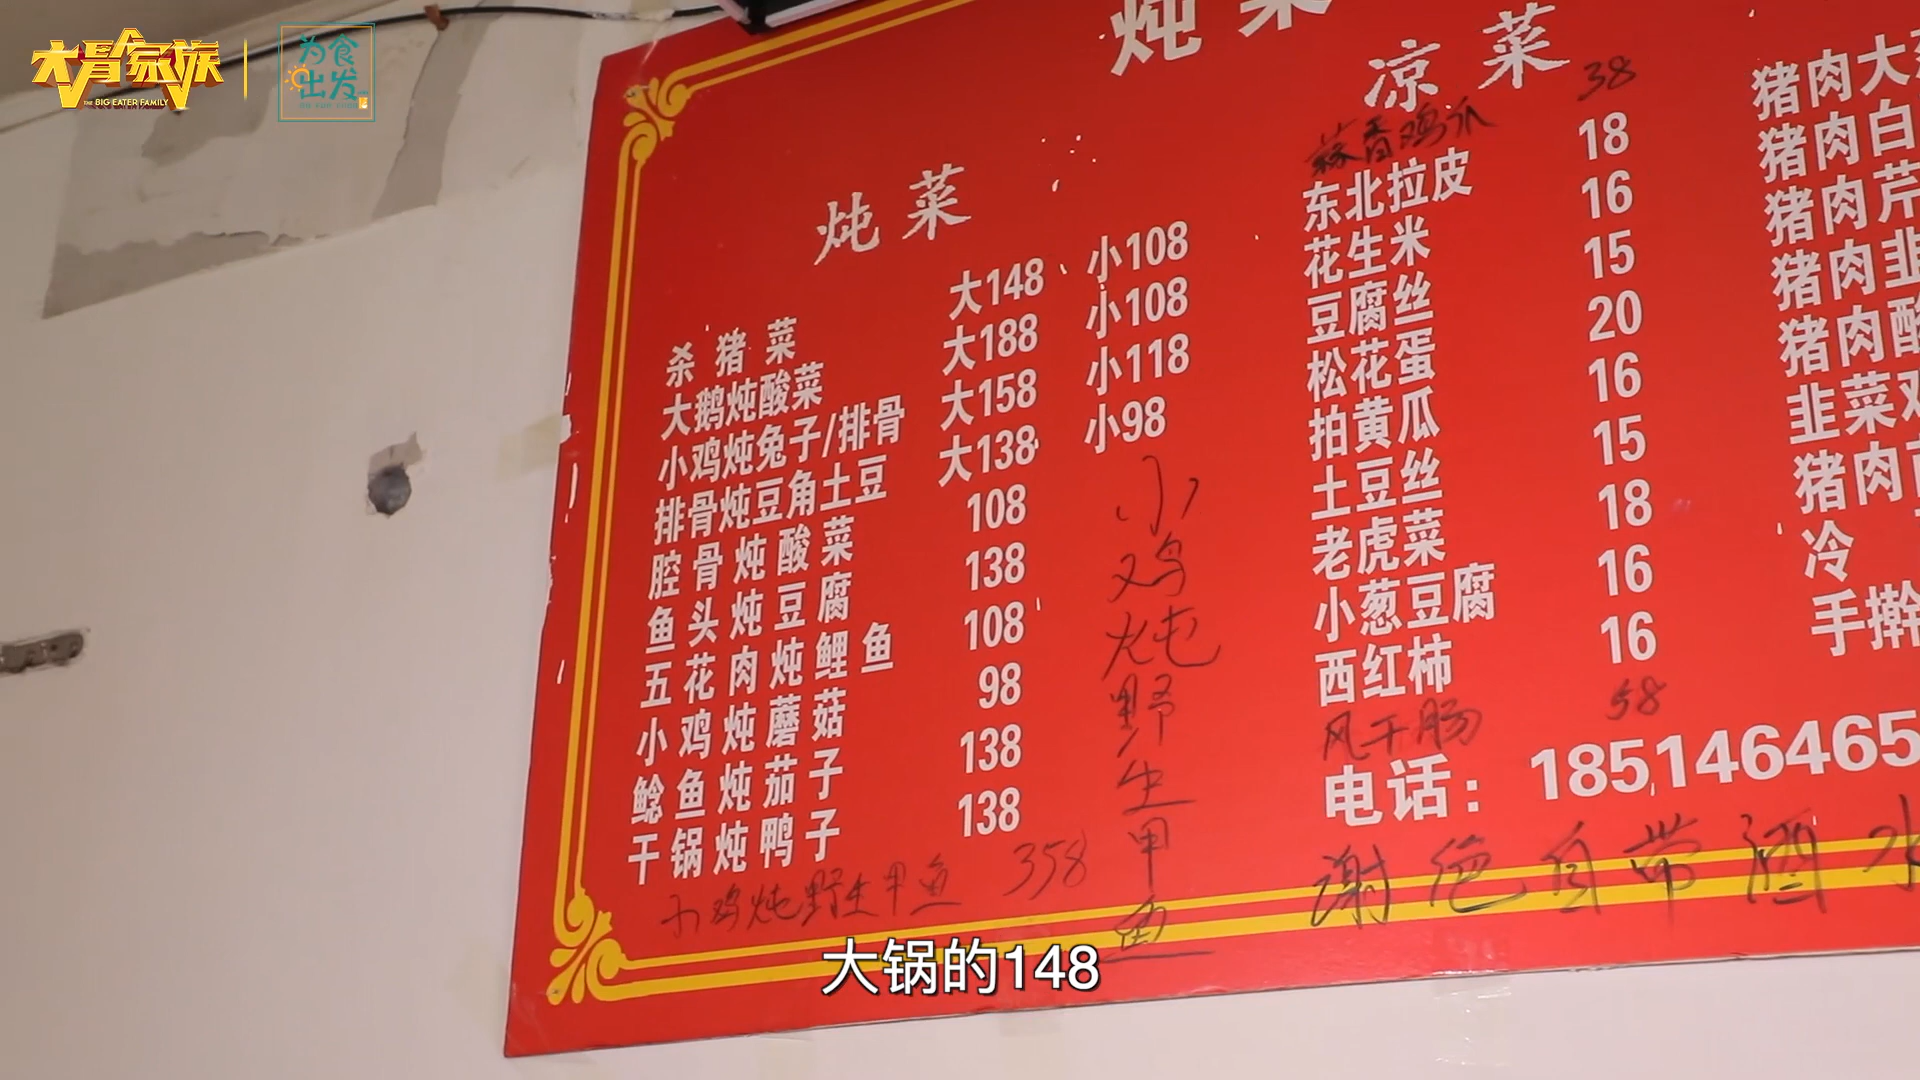 大胃家族
THE BIG EATER FAMILY
为食
出发
炖菜
炖菜
杀猪菜 大148 小108
大鹅炖酸菜 大188 小108
小鸡炖兔子/排骨 大158 小118
排骨炖豆角土豆 大138 小98
腔骨炖酸菜 108
鱼头炖豆腐 138
五花肉炖鲤鱼 108
小鸡炖蘑菇 98
鲶鱼炖茄子 138
干锅炖鸭子 138
小鸡炖野生甲鱼 358
小鸡炖野生甲鱼
凉菜
蒜香鸡爪 38
东北拉皮 18
花生米 16
豆腐丝 15
松花蛋 20
拍黄瓜 16
土豆丝 15
老虎菜 18
小葱豆腐 16
西红柿 16
风干肠 58
电话：185146465
谢绝自带酒水
猪肉大
猪肉白
猪肉芹
猪肉韭
猪肉酸
韭菜鸡
猪肉
冷
手擀
大锅的148